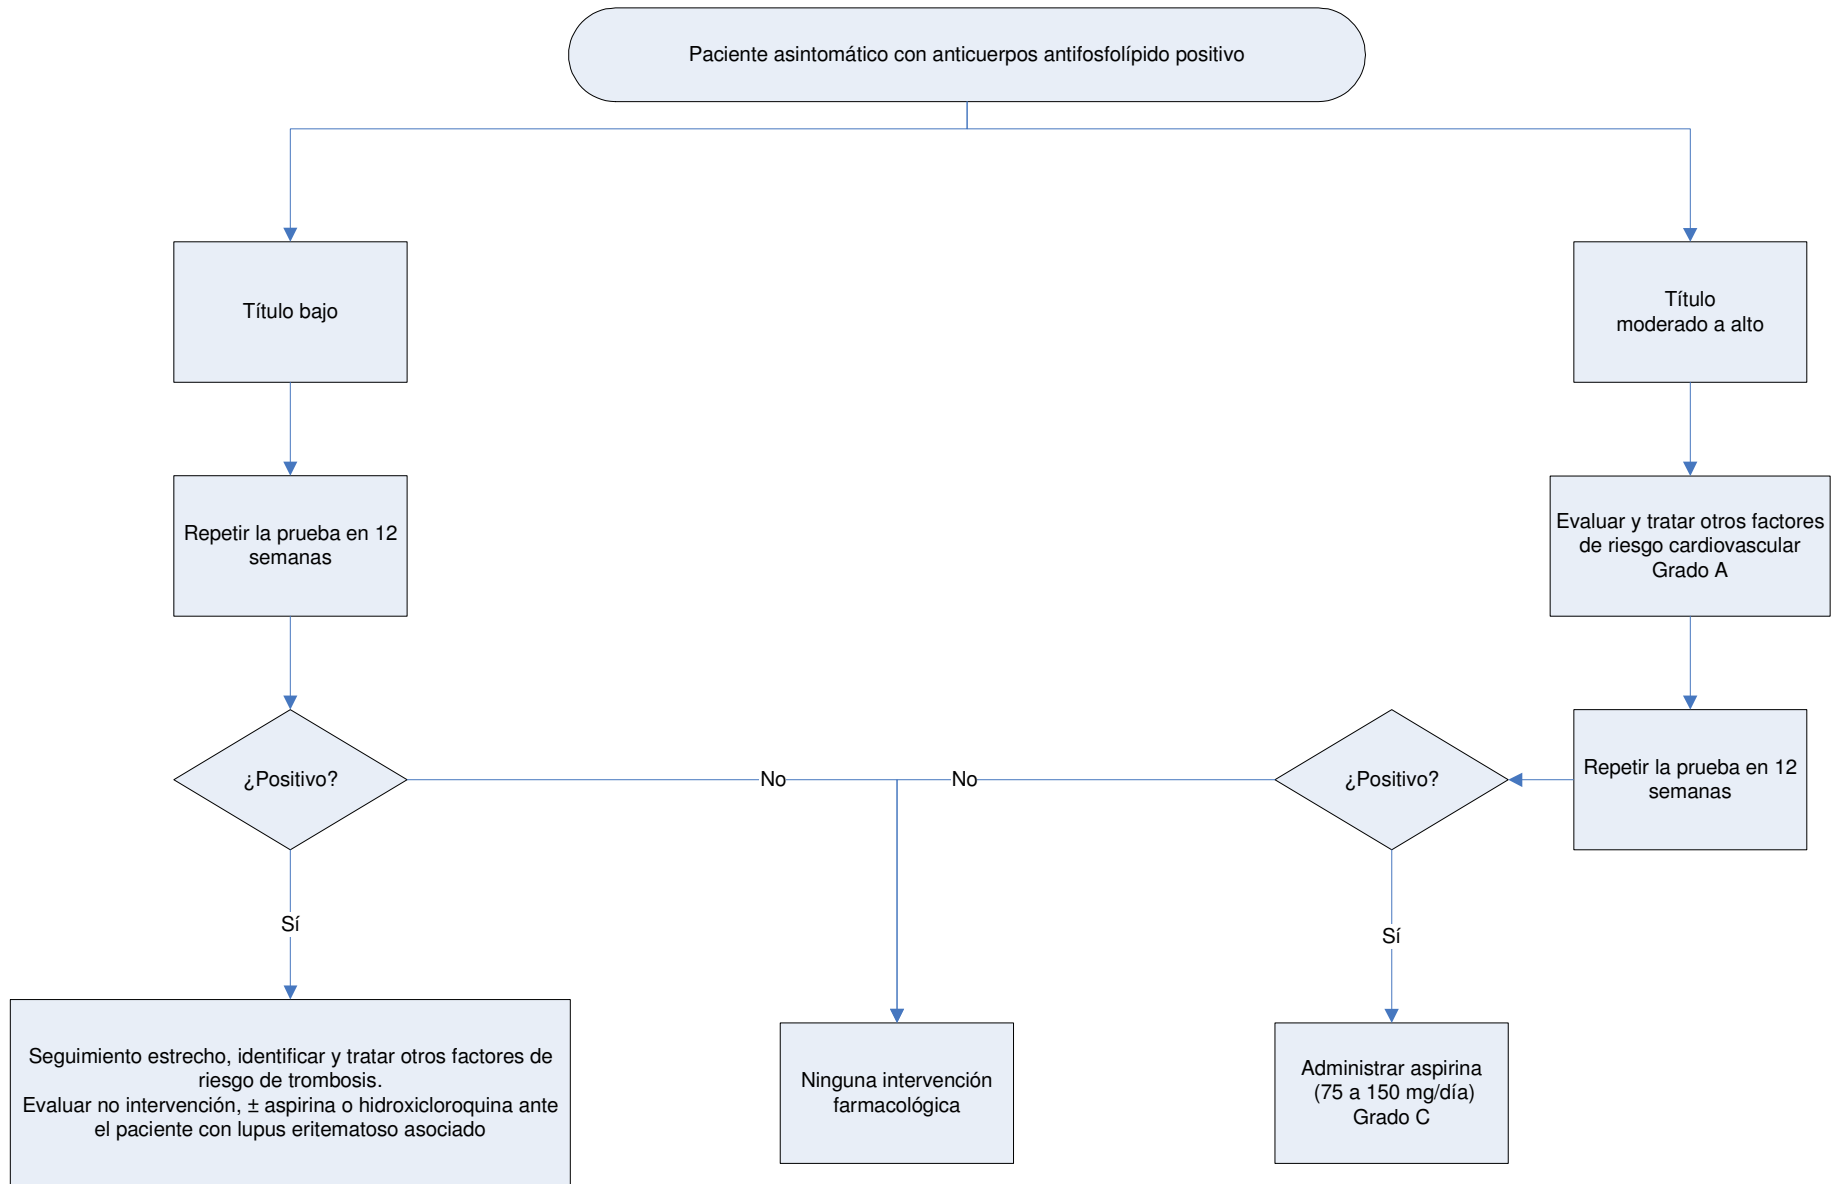 Paciente asintomático con anticuerpos antifosfolípido positivo
Título bajo
Título
moderado a alto
Repetir la prueba en 12
semanas
Evaluar y tratar otros factores
de riesgo cardiovascular
Grado A
¿Positivo?
No
No
¿Positivo?
Repetir la prueba en 12
semanas
Sí
Sí
Seguimiento estrecho, identificar y tratar otros factores de
riesgo de trombosis.
Evaluar no intervención, ± aspirina o hidroxicloroquina ante
el paciente con lupus eritematoso asociado
Ninguna intervención
farmacológica
Administrar aspirina
(75 a 150 mg/día)
Grado C